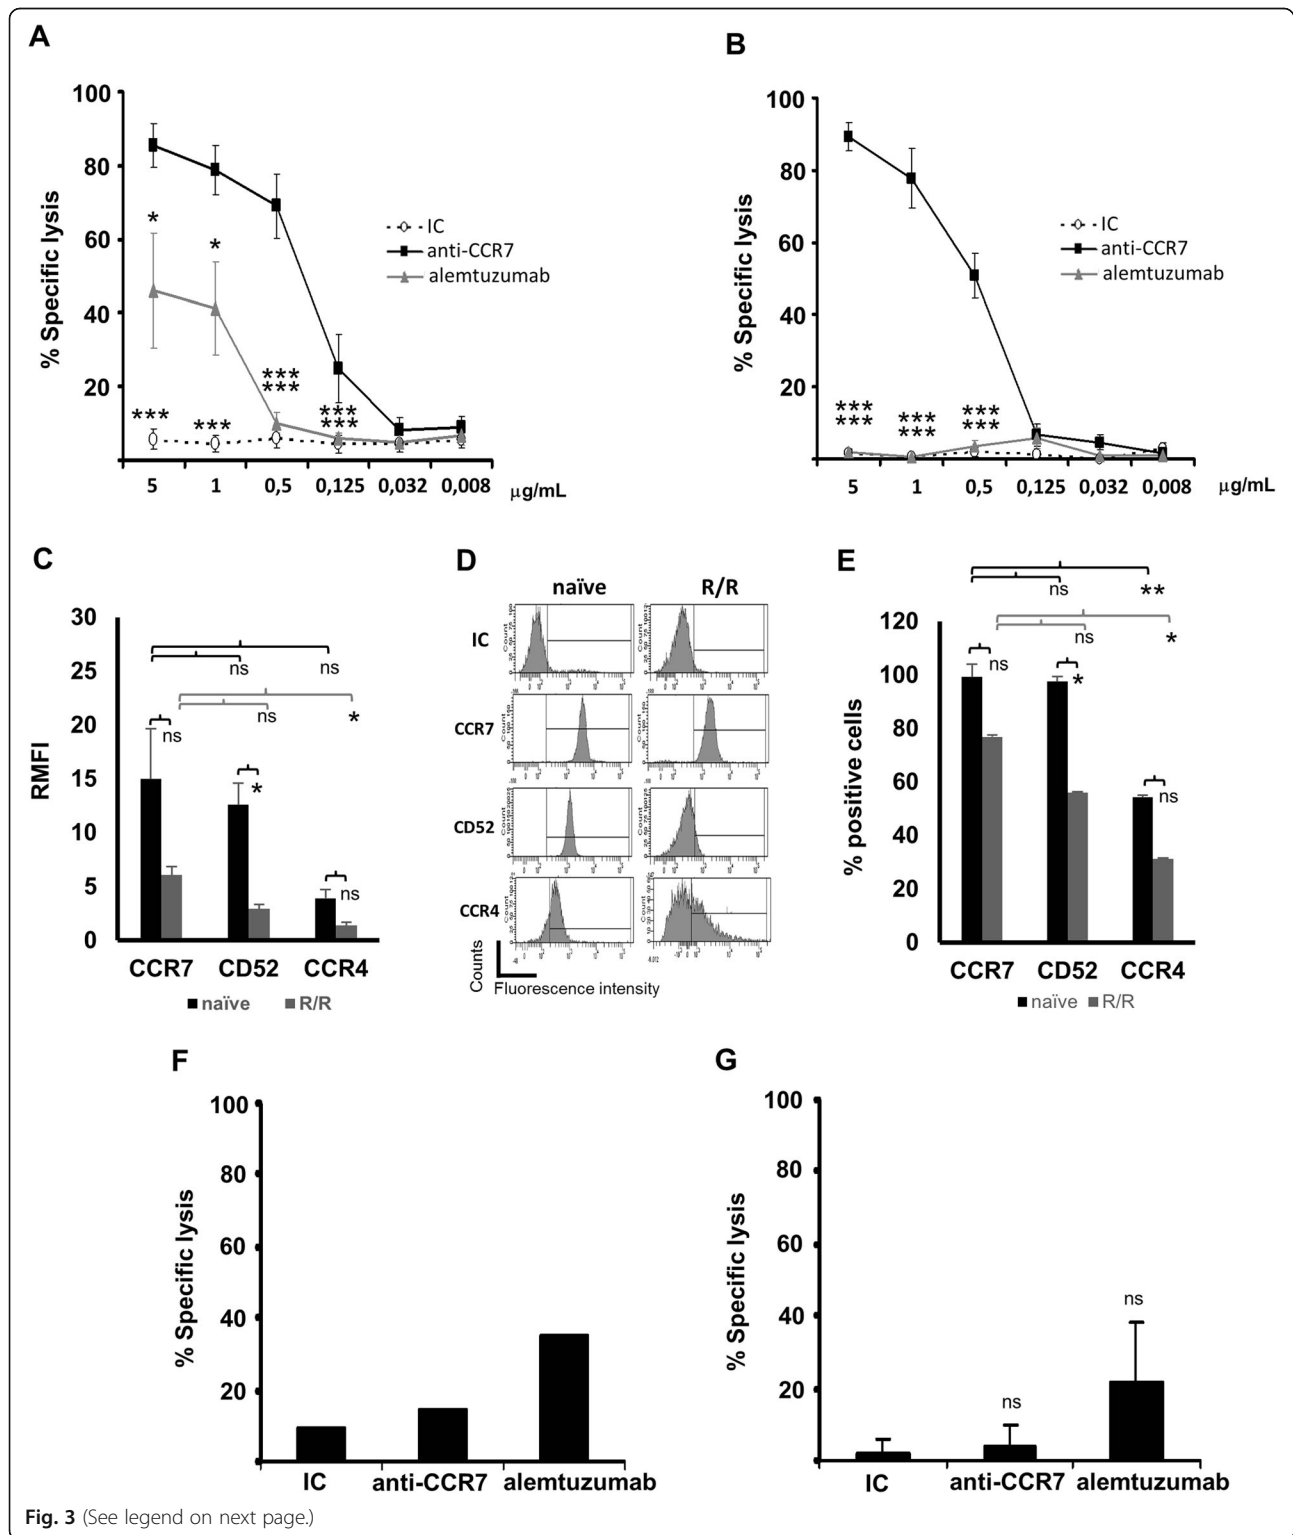 A
100
80
60
40
20
% Specific lysis
IC
anti-CCR7
alemtuzumab
*
*
***
***
***
***
***
***
5 1 0,5 0,125 0,032 0,008 µg/mL
B
100
80
60
40
20
% Specific lysis
IC
anti-CCR7
alemtuzumab
***
***
***
***
***
***
5 1 0,5 0,125 0,032 0,008 µg/mL
C
30
25
20
15
10
5
0
RMFI
ns
ns
ns
*
ns
*
ns
CCR7 CD52 CCR4
naïve R/R
D
naïve R/R
IC
CCR7
CD52
CCR4
Counts
Fluorescence intensity
E
120
100
80
60
40
20
0
% positive cells
ns
**
ns
*
ns
*
ns
CCR7 CD52 CCR4
naïve R/R
F
100
80
60
40
20
% Specific lysis
IC anti-CCR7 alemtuzumab
G
100
80
60
40
20
% Specific lysis
ns
ns
IC anti-CCR7 alemtuzumab
Fig. 3 (See legend on next page.)